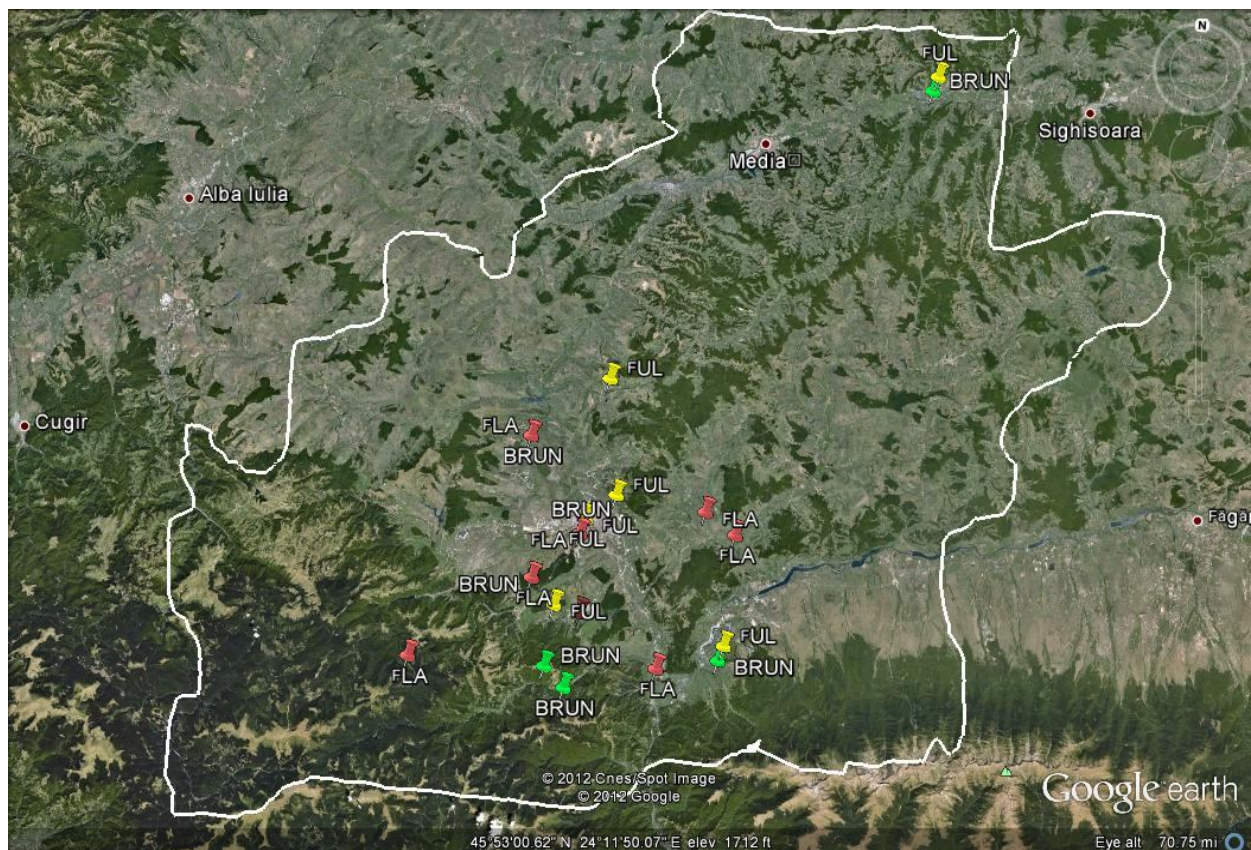 N
FUL
BRUN
Sighisoara
Media
Alba Iulia
FUL
Cugir
FLA
BRUN
FUL
BRUN
FUL
FLA
FLA
FUL
FLA
BRUN
FLA
FUL
FUL
BRUN
BRUN
FLA
FLA
BRUN
© 2012 Cnes/Spot Image
© 2012 Google
Google earth
45°53'00.62" N 24°11'50.07" E elev 1712 ft
Eye alt 70.75 mi